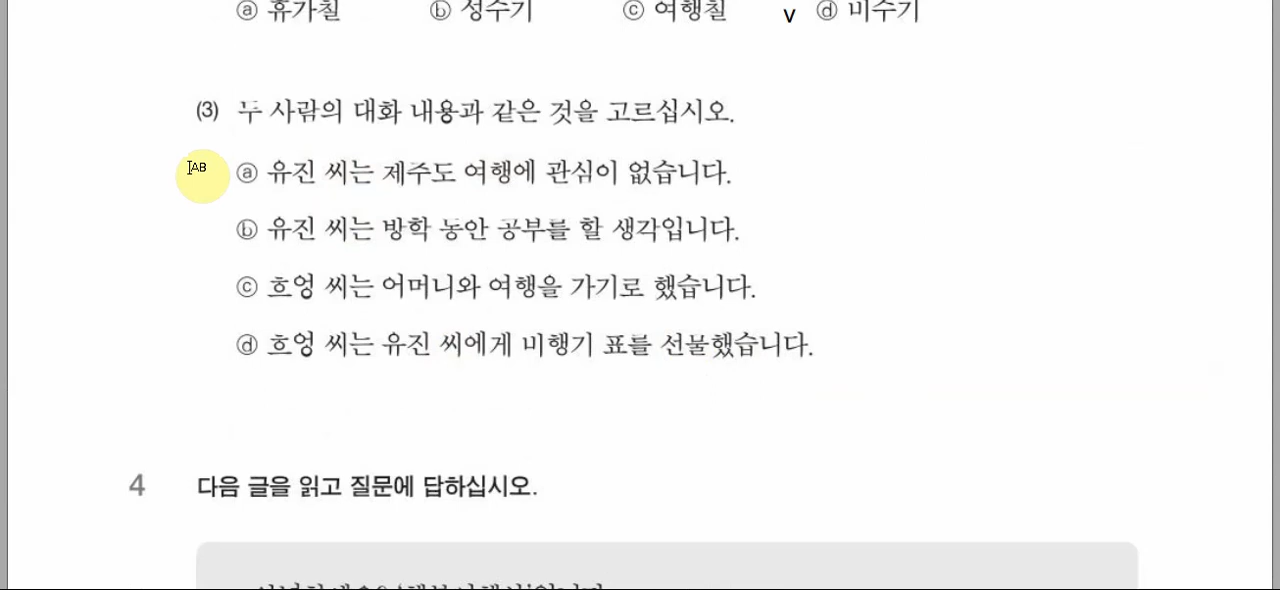 ⓐ 휴가철 ⓑ 성수기 ⓒ 여행철 v ⓓ 비수기
(3) 두 사람의 대화 내용과 같은 것을 고르십시오.
AB
ⓐ 유진 씨는 제주도 여행에 관심이 없습니다.
ⓑ 유진 씨는 방학 동안 공부를 할 생각입니다.
ⓒ 흐엉 씨는 어머니와 여행을 가기로 했습니다.
ⓓ 흐엉 씨는 유진 씨에게 비행기 표를 선물했습니다.
4 다음 글을 읽고 질문에 답하십시오.